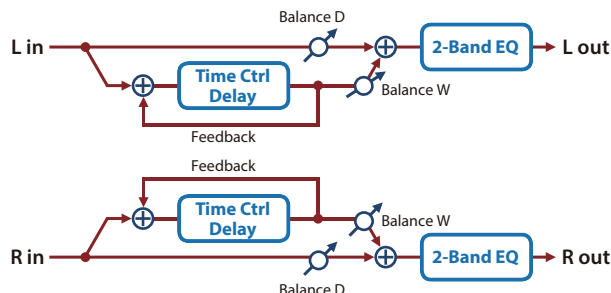 Balance D
L in
2-Band EQ
L out
Time Ctrl
Delay
Balance W
Feedback
Feedback
Time Ctrl
Delay
Balance W
R in
2-Band EQ
R out
Balance D